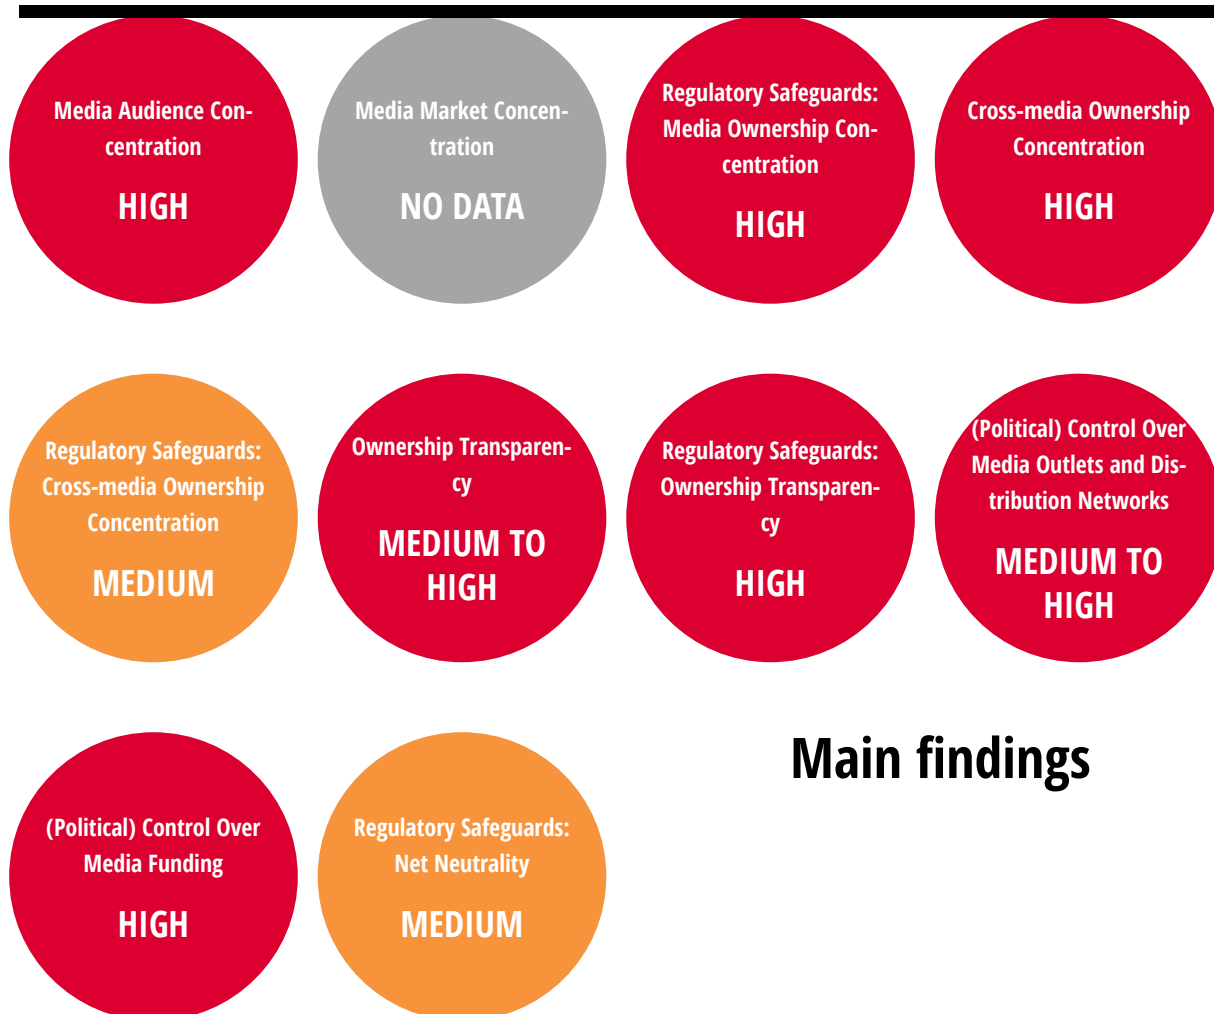 Media Audience Con-
centration
HIGH
Media Market Concen-
tration
NO DATA
Regulatory Safeguards:
Media Ownership Con-
centration
HIGH
Cross-media Ownership
Concentration
HIGH
Regulatory Safeguards:
Cross-media Ownership
Concentration
MEDIUM
Ownership Transparen-
cy
MEDIUM TO
HIGH
Regulatory Safeguards:
Ownership Transparen-
cy
HIGH
(Political) Control Over
Media Outlets and Dis-
tribution Networks
MEDIUM TO
HIGH
(Political) Control Over
Media Funding
HIGH
Regulatory Safeguards:
Net Neutrality
MEDIUM
Main findings